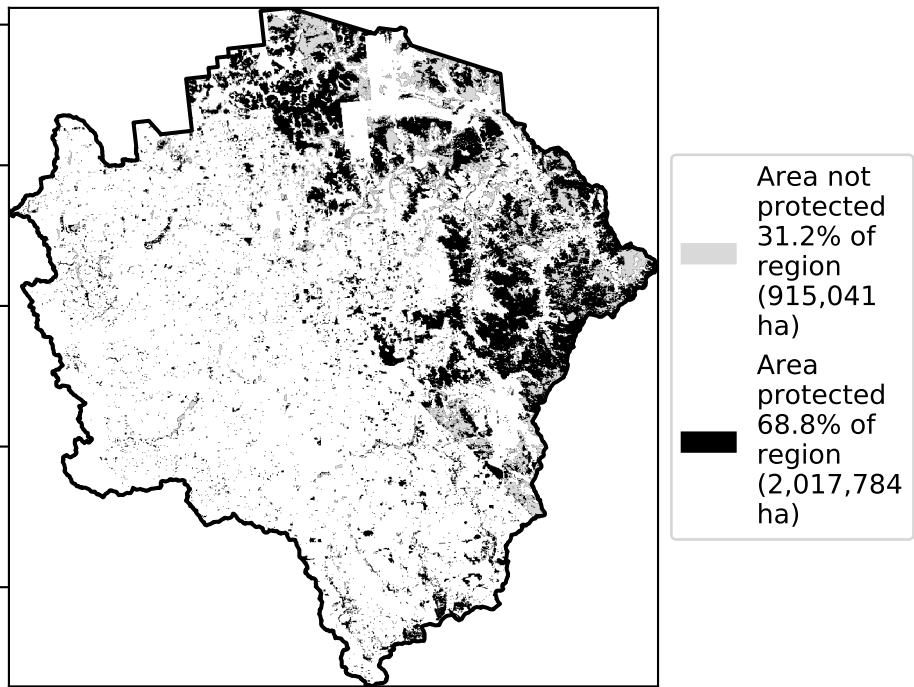 Area not
protected
31.2% of
region
(915,041
ha)
Area
protected
68.8% of
region
(2,017,784
ha)